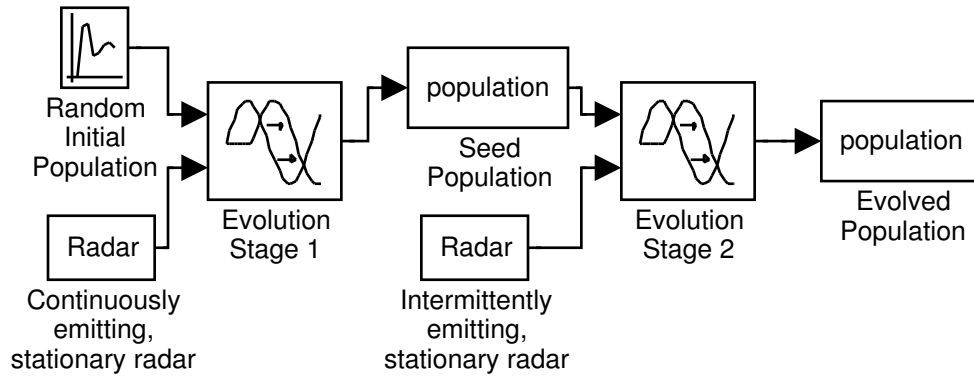 Random
Initial
Population
Radar
Continuously
emitting,
stationary radar
Evolution
Stage 1
population
Seed
Population
Radar
Intermittently
emitting,
stationary radar
Evolution
Stage 2
population
Evolved
Population